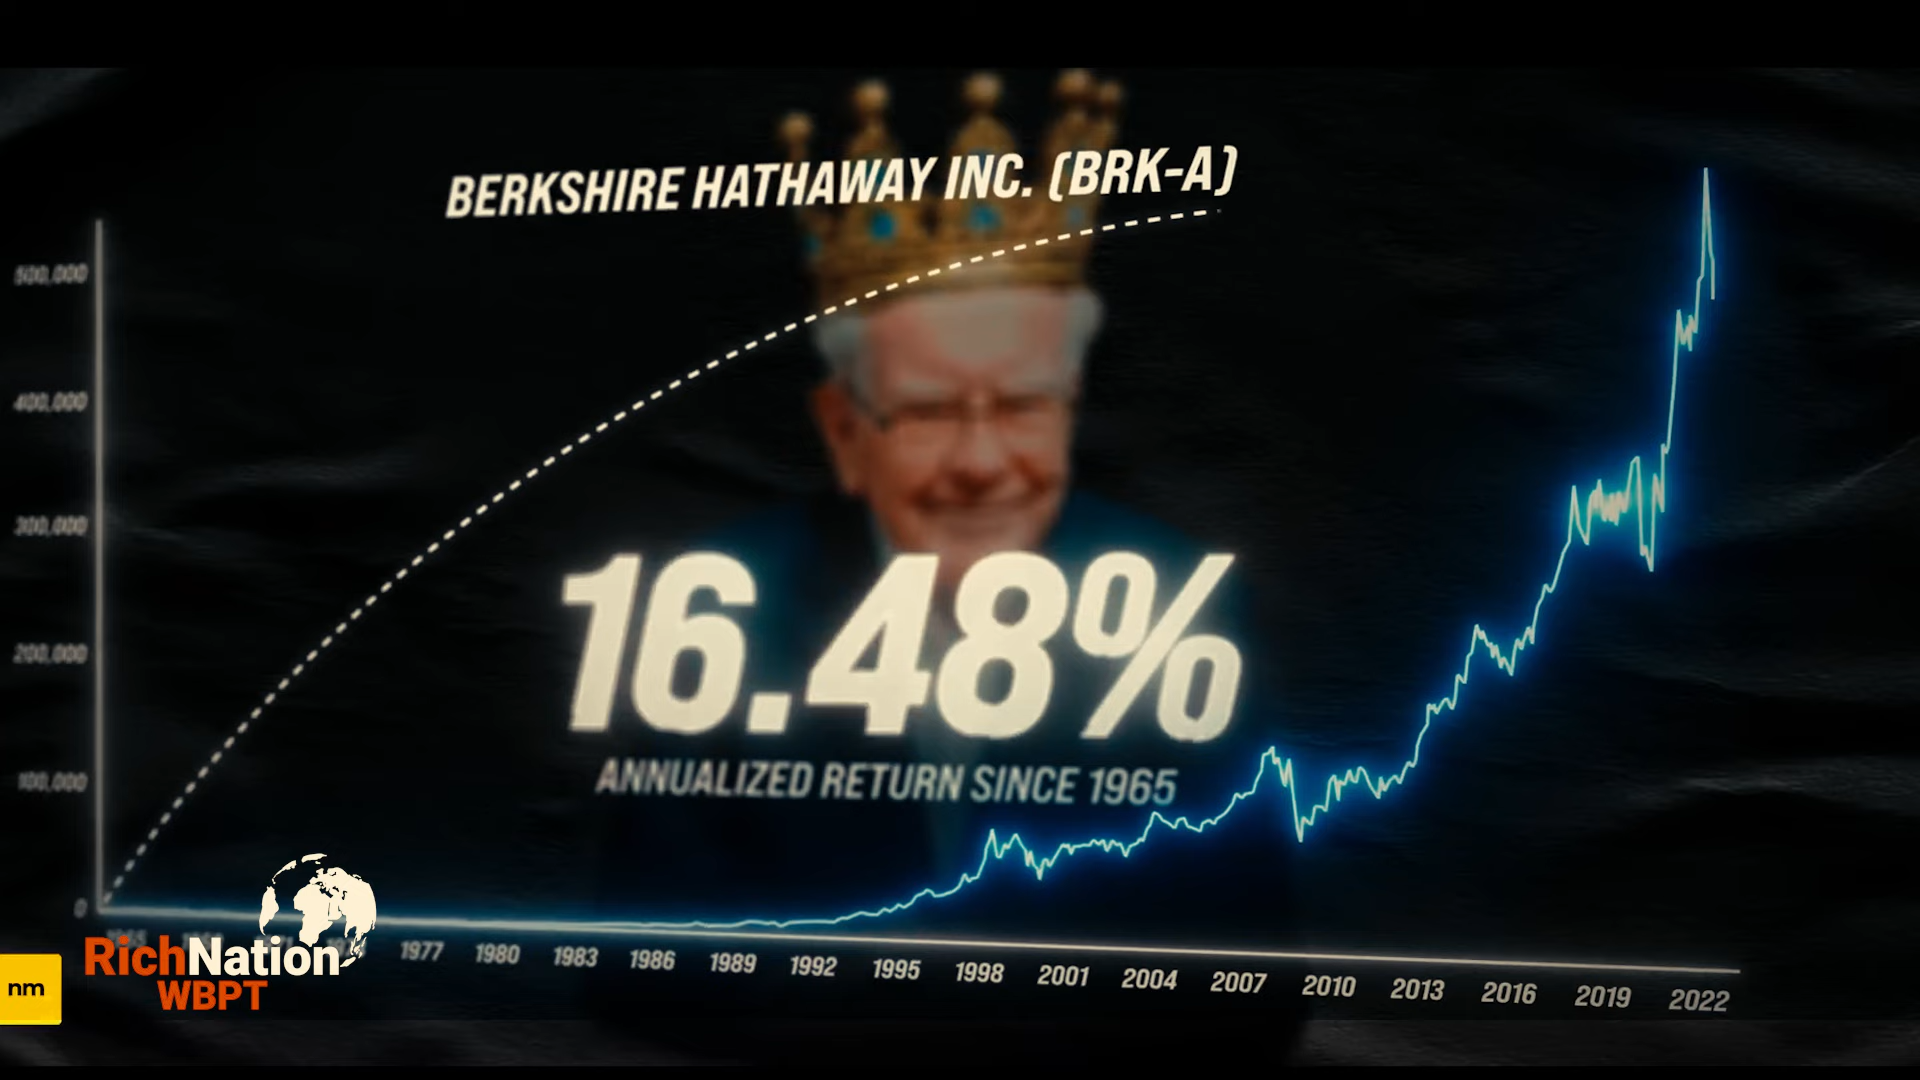 BERKSHIRE HATHAWAY INC. (BRK-A)
500,000
400,000
300,000
200,000
100,000
0
16.48%
ANNUALIZED RETURN SINCE 1965
1965
1977 1980 1983 1986 1989 1992 1995 1998 2001 2004 2007 2010 2013 2016 2019 2022
RichNation
WBPT
nm